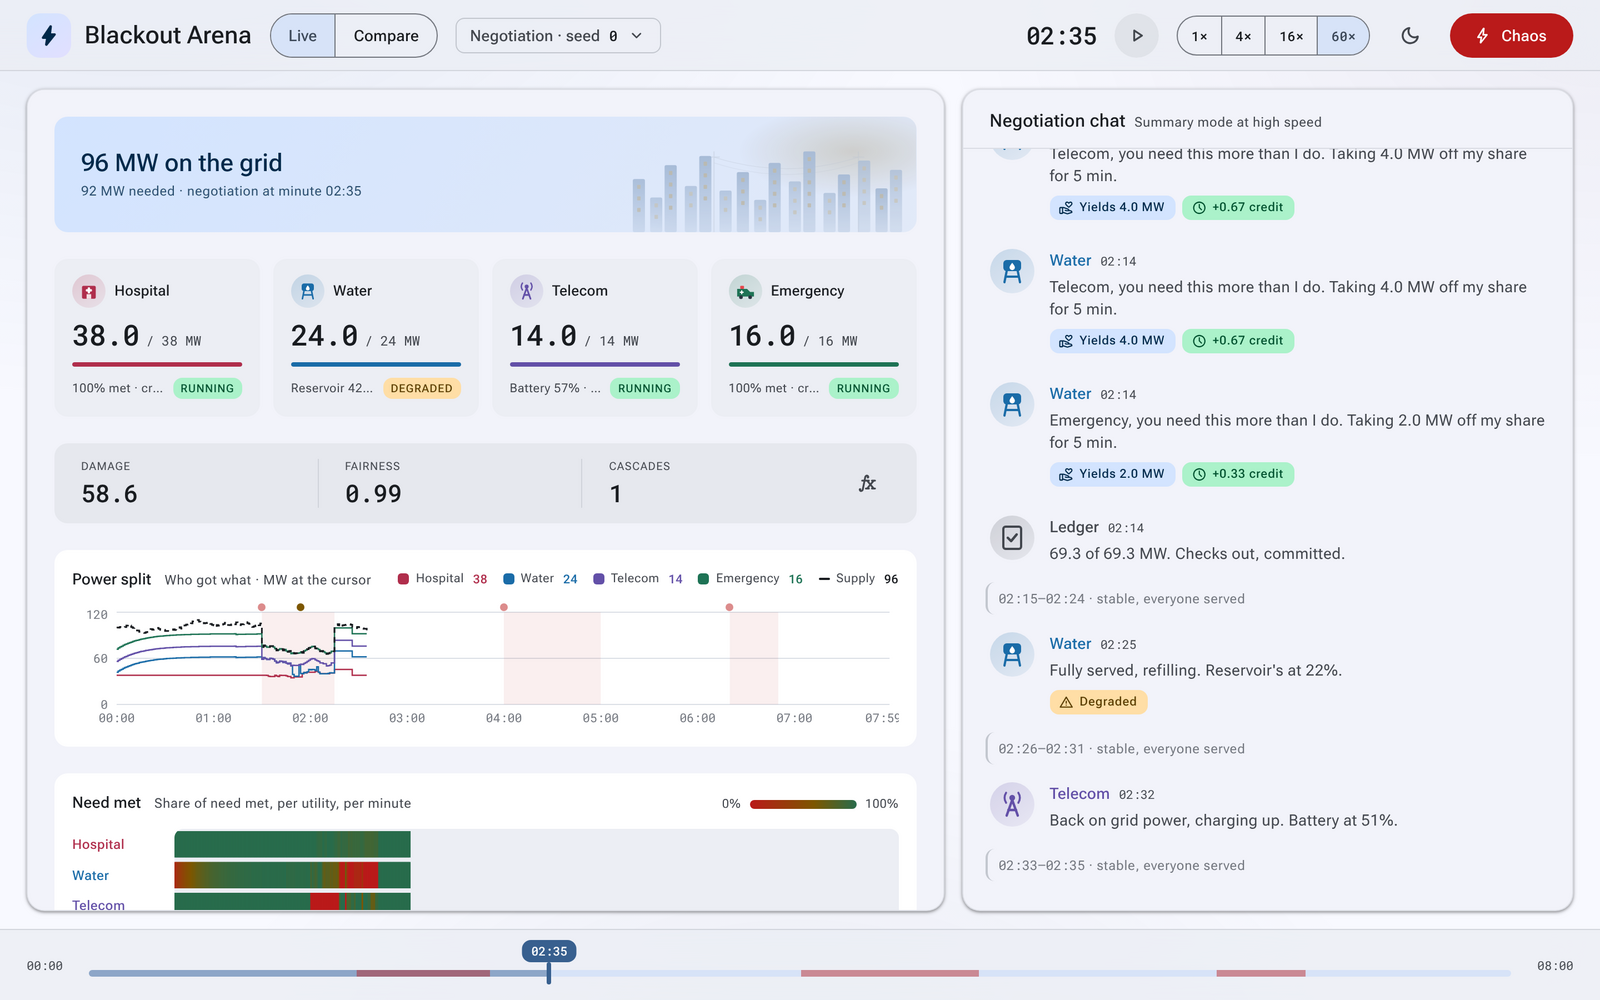 Blackout Arena
Live
Compare
Negotiation · seed 0
02:35
1×
4×
16×
60×
Chaos
96 MW on the grid
92 MW needed · negotiation at minute 02:35
Hospital
38.0 / 38 MW
100% met · cr...
RUNNING
Water
24.0 / 24 MW
Reservoir 42...
DEGRADED
Telecom
14.0 / 14 MW
Battery 57% · ...
RUNNING
Emergency
16.0 / 16 MW
100% met · cr...
RUNNING
DAMAGE
58.6
FAIRNESS
0.99
CASCADES
1
fx
Power split Who got what · MW at the cursor
Hospital 38
Water 24
Telecom 14
Emergency 16
Supply 96
120
60
0
00:00 01:00 02:00 03:00 04:00 05:00 06:00 07:00 07:59
Need met Share of need met, per utility, per minute
0% 100%
Hospital
Water
Telecom
Negotiation chat Summary mode at high speed
Telecom, you need this more than I do. Taking 4.0 MW off my share
for 5 min.
Yields 4.0 MW
+0.67 credit
Water 02:14
Telecom, you need this more than I do. Taking 4.0 MW off my share
for 5 min.
Yields 4.0 MW
+0.67 credit
Water 02:14
Emergency, you need this more than I do. Taking 2.0 MW off my share
for 5 min.
Yields 2.0 MW
+0.33 credit
Ledger 02:14
69.3 of 69.3 MW. Checks out, committed.
02:15–02:24 · stable, everyone served
Water 02:25
Fully served, refilling. Reservoir's at 22%.
Degraded
02:26–02:31 · stable, everyone served
Telecom 02:32
Back on grid power, charging up. Battery at 51%.
02:33–02:35 · stable, everyone served
00:00
02:35
08:00